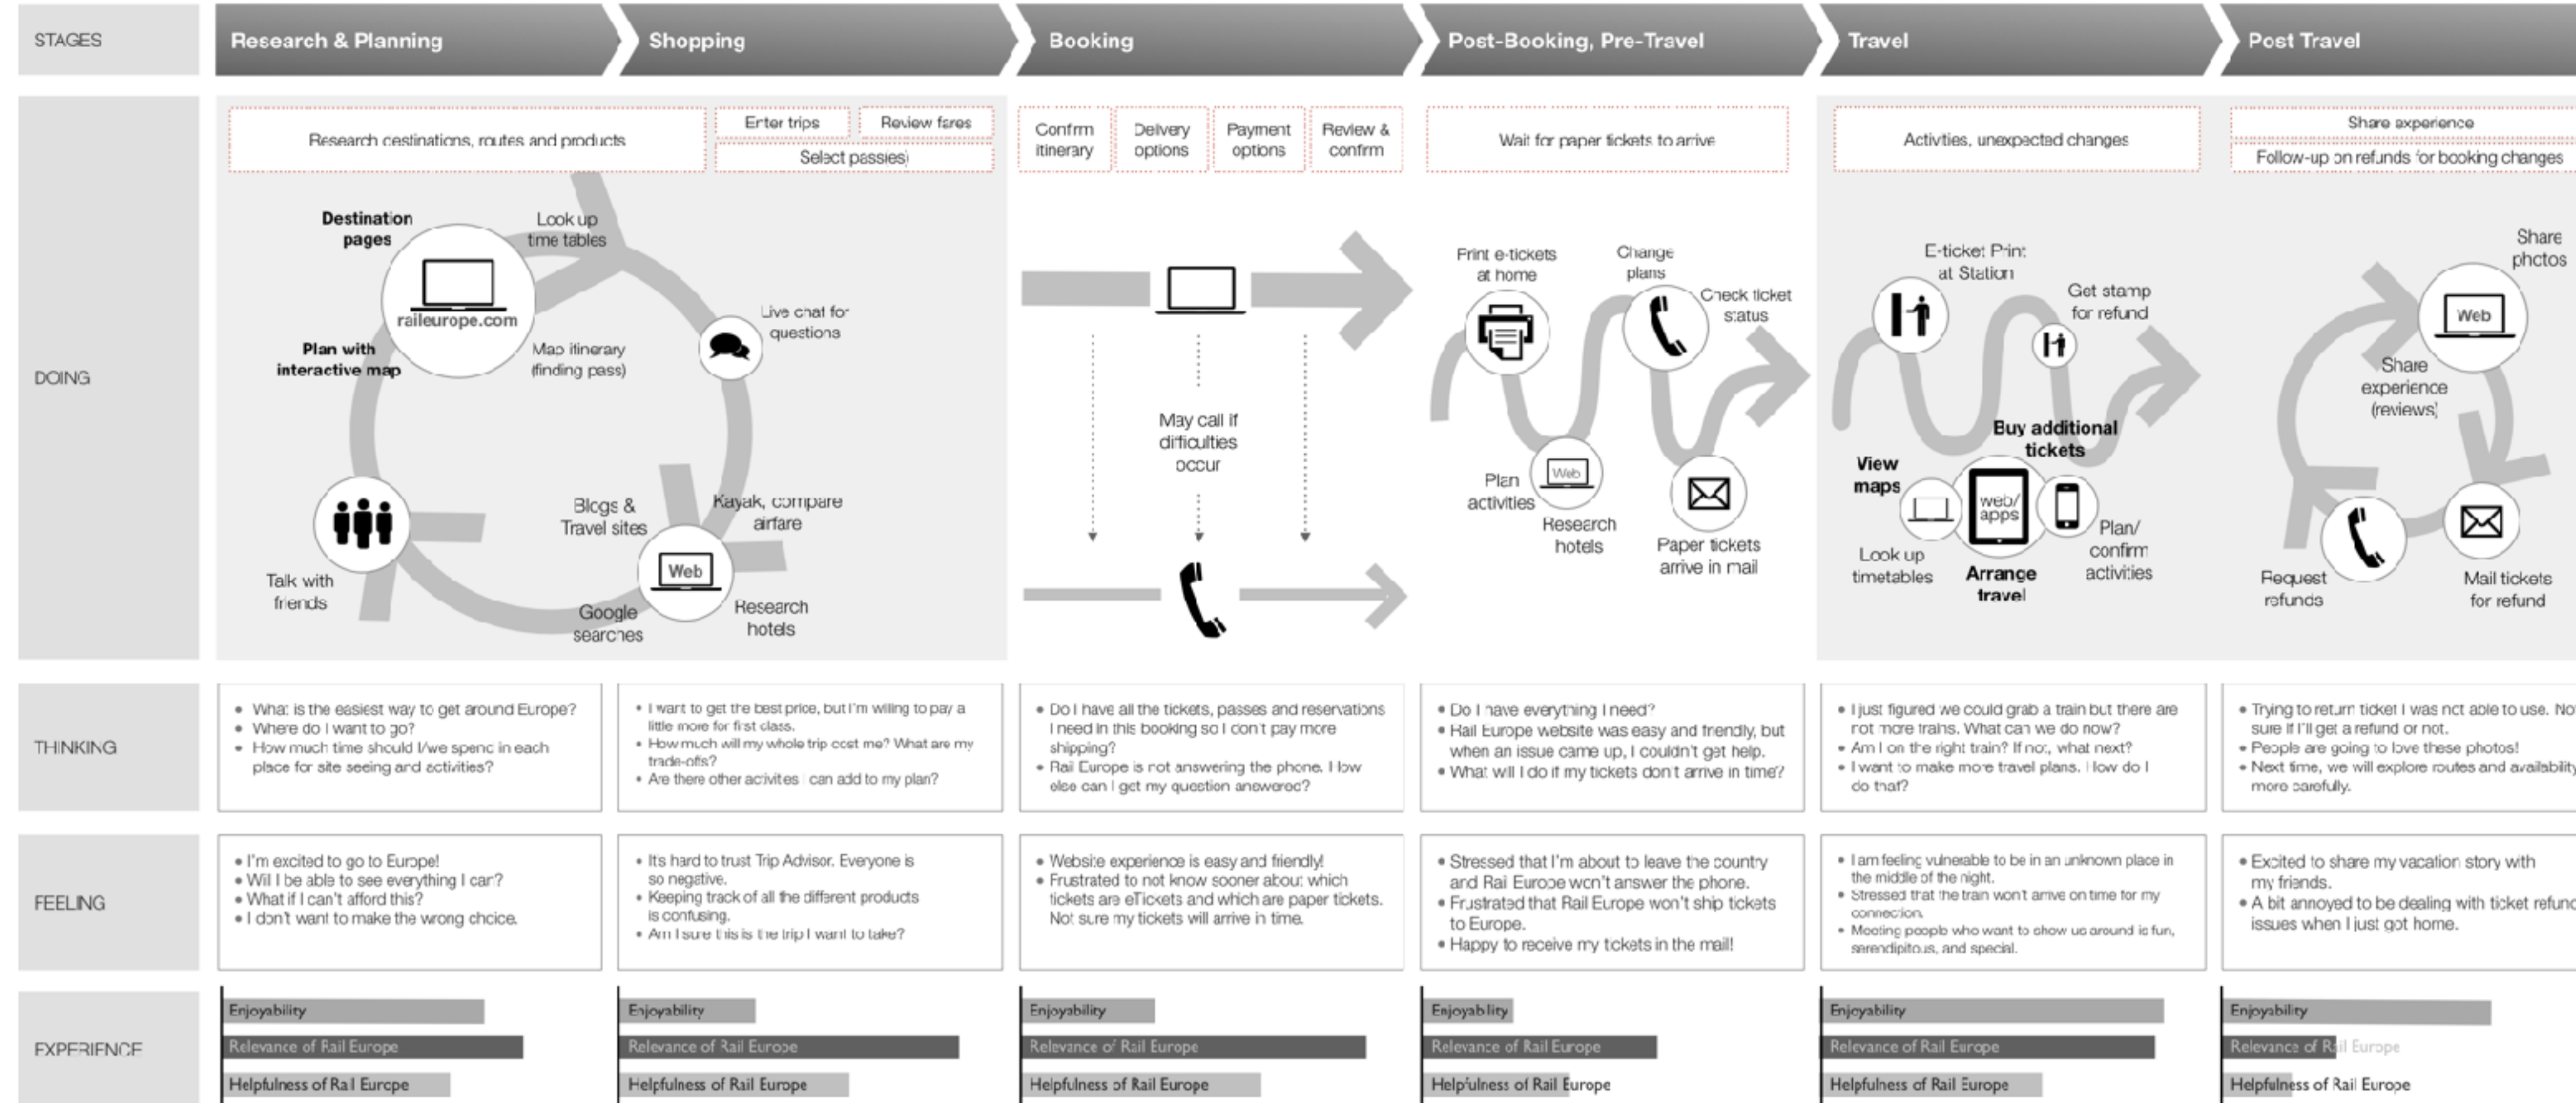 STAGES
Research & Planning
Shopping
Booking
Post-Booking, Pre-Travel
Travel
Post Travel
DOING
Research destinations, routes and products
Enter trips
Review fares
Select pass(es)
Confirm
itinerary
Delivery
options
Payment
options
Review &
confirm
Wait for paper tickets to arrive
Activities, unexpected changes
Share experience
Follow-up on refunds for booking changes
Destination
pages
Look up
time tables
raileurope.com
Plan with
interactive map
Map itinerary
(finding pass)
Live chat for
questions
Blogs &
Travel sites
Kayak, compare
airfare
Web
Talk with
friends
Google
searches
Research
hotels
May call if
difficulties
occur
Print e-tickets
at home
Change
plans
Check ticket
status
Plan
activities
Web
Research
hotels
Paper tickets
arrive in mail
E-ticket Print
at Station
Get stamp
for refund
Buy additional
tickets
View
maps
web/
apps
Look up
timetables
Arrange
travel
Plan/
confirm
activities
Share
photos
Web
Share
experience
(reviews)
Request
refunds
Mail tickets
for refund
THINKING
• What is the easiest way to get around Europe?
• Where do I want to go?
• How much time should I/we spend in each
place for site seeing and activities?
• I want to get the best price, but I'm willing to pay a
little more for first class.
• How much will my whole trip cost me? What are my
trade-offs?
• Are there other activities I can add to my plan?
• Do I have all the tickets, passes and reservations
I need in this booking so I don't pay more
shipping?
• Rail Europe is not answering the phone. How
else can I get my question answered?
• Do I have everything I need?
• Rail Europe website was easy and friendly, but
when an issue came up, I couldn't get help.
• What will I do if my tickets don't arrive in time?
• I just figured we could grab a train but there are
not more trains. What can we do now?
• Am I on the right train? If not, what next?
• I want to make more travel plans. How do I
do that?
• Trying to return ticket I was not able to use. No
sure if I'll get a refund or not.
• People are going to love these photos!
• Next time, we will explore routes and availability
more carefully.
FEELING
• I'm excited to go to Europe!
• Will I be able to see everything I can?
• What if I can't afford this?
• I don't want to make the wrong choice.
• It's hard to trust Trip Advisor. Everyone is
so negative.
• Keeping track of all the different products
is confusing.
• Am I sure this is the trip I want to take?
• Website experience is easy and friendly!
• Frustrated to not know sooner about which
tickets are eTickets and which are paper tickets.
Not sure my tickets will arrive in time.
• Stressed that I'm about to leave the country
and Rail Europe won't answer the phone.
• Frustrated that Rail Europe won't ship tickets
to Europe.
• Happy to receive my tickets in the mail!
• I am feeling vulnerable to be in an unknown place in
the middle of the night.
• Stressed that the train won't arrive on time for my
connection.
• Meeting people who want to show us around is fun,
serendipitous, and special.
• Excited to share my vacation story with
my friends.
• A bit annoyed to be dealing with ticket refund
issues when I just got home.
EXPERIENCE
Enjoyability
Relevance of Rail Europe
Helpfulness of Rail Europe
Enjoyability
Relevance of Rail Europe
Helpfulness of Rail Europe
Enjoyability
Relevance of Rail Europe
Helpfulness of Rail Europe
Enjoyability
Relevance of Rail Europe
Helpfulness of Rail Europe
Enjoyability
Relevance of Rail Europe
Helpfulness of Rail Europe
Enjoyability
Relevance of Rail Europe
Helpfulness of Rail Europe